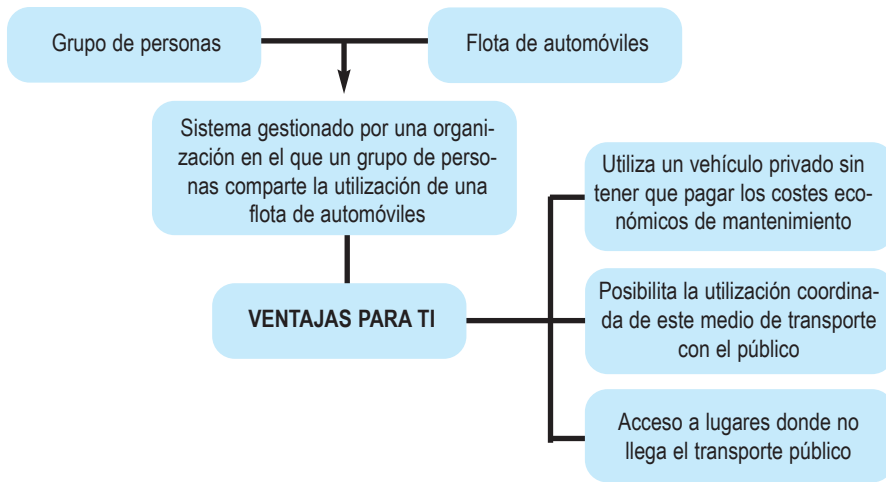 Grupo de personas
Flota de automóviles
Sistema gestionado por una organi-
zación en el que un grupo de perso-
nas comparte la utilización de una
flota de automóviles
VENTAJAS PARA TI
Utiliza un vehículo privado sin
tener que pagar los costes eco-
nómicos de mantenimiento
Posibilita la utilización coordina-
da de este medio de transporte
con el público
Acceso a lugares donde no
llega el transporte público